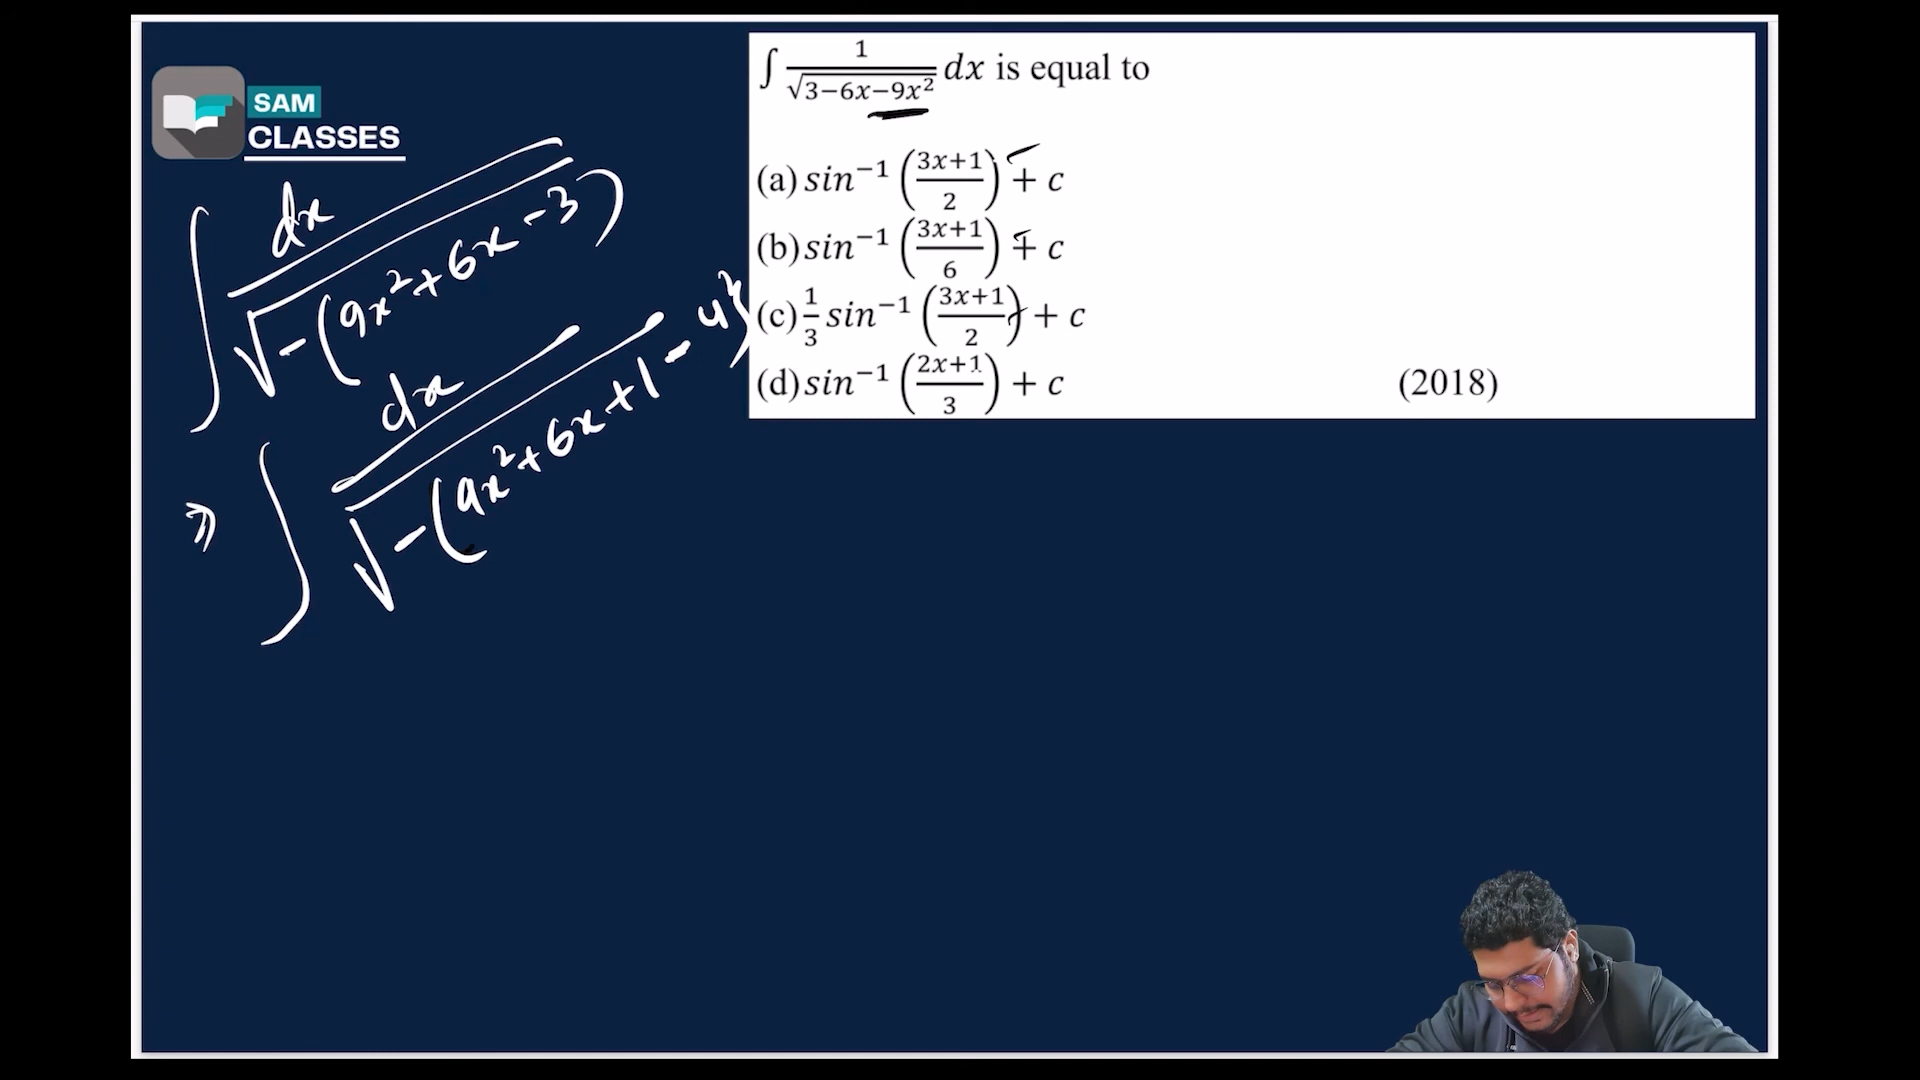 SAM
CLASSES
∫ 1/√(3−6x−9x²) dx is equal to
(a) sin⁻¹ ((3x+1)/2) + c
(b) sin⁻¹ ((3x+1)/6) + c
(c) 1/3 sin⁻¹ ((3x+1)/2) + c
(d) sin⁻¹ ((2x+1)/3) + c (2018)
∫ dx/√(−(9x²+6x−3))
⇒ ∫ dx/√(−(9x²+6x+1−4))